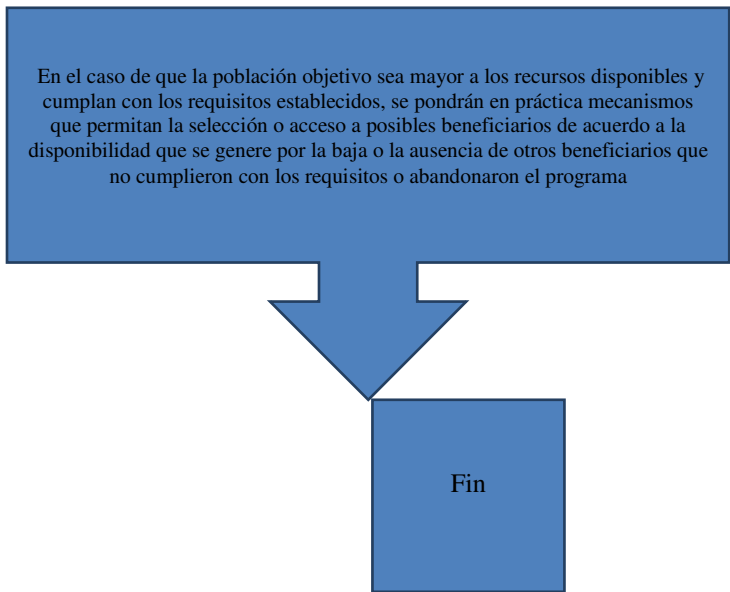 En el caso de que la población objetivo sea mayor a los recursos disponibles y
cumplan con los requisitos establecidos, se pondrán en práctica mecanismos
que permitan la selección o acceso a posibles beneficiarios de acuerdo a la
disponibilidad que se genere por la baja o la ausencia de otros beneficiarios que
no cumplieron con los requisitos o abandonaron el programa
Fin